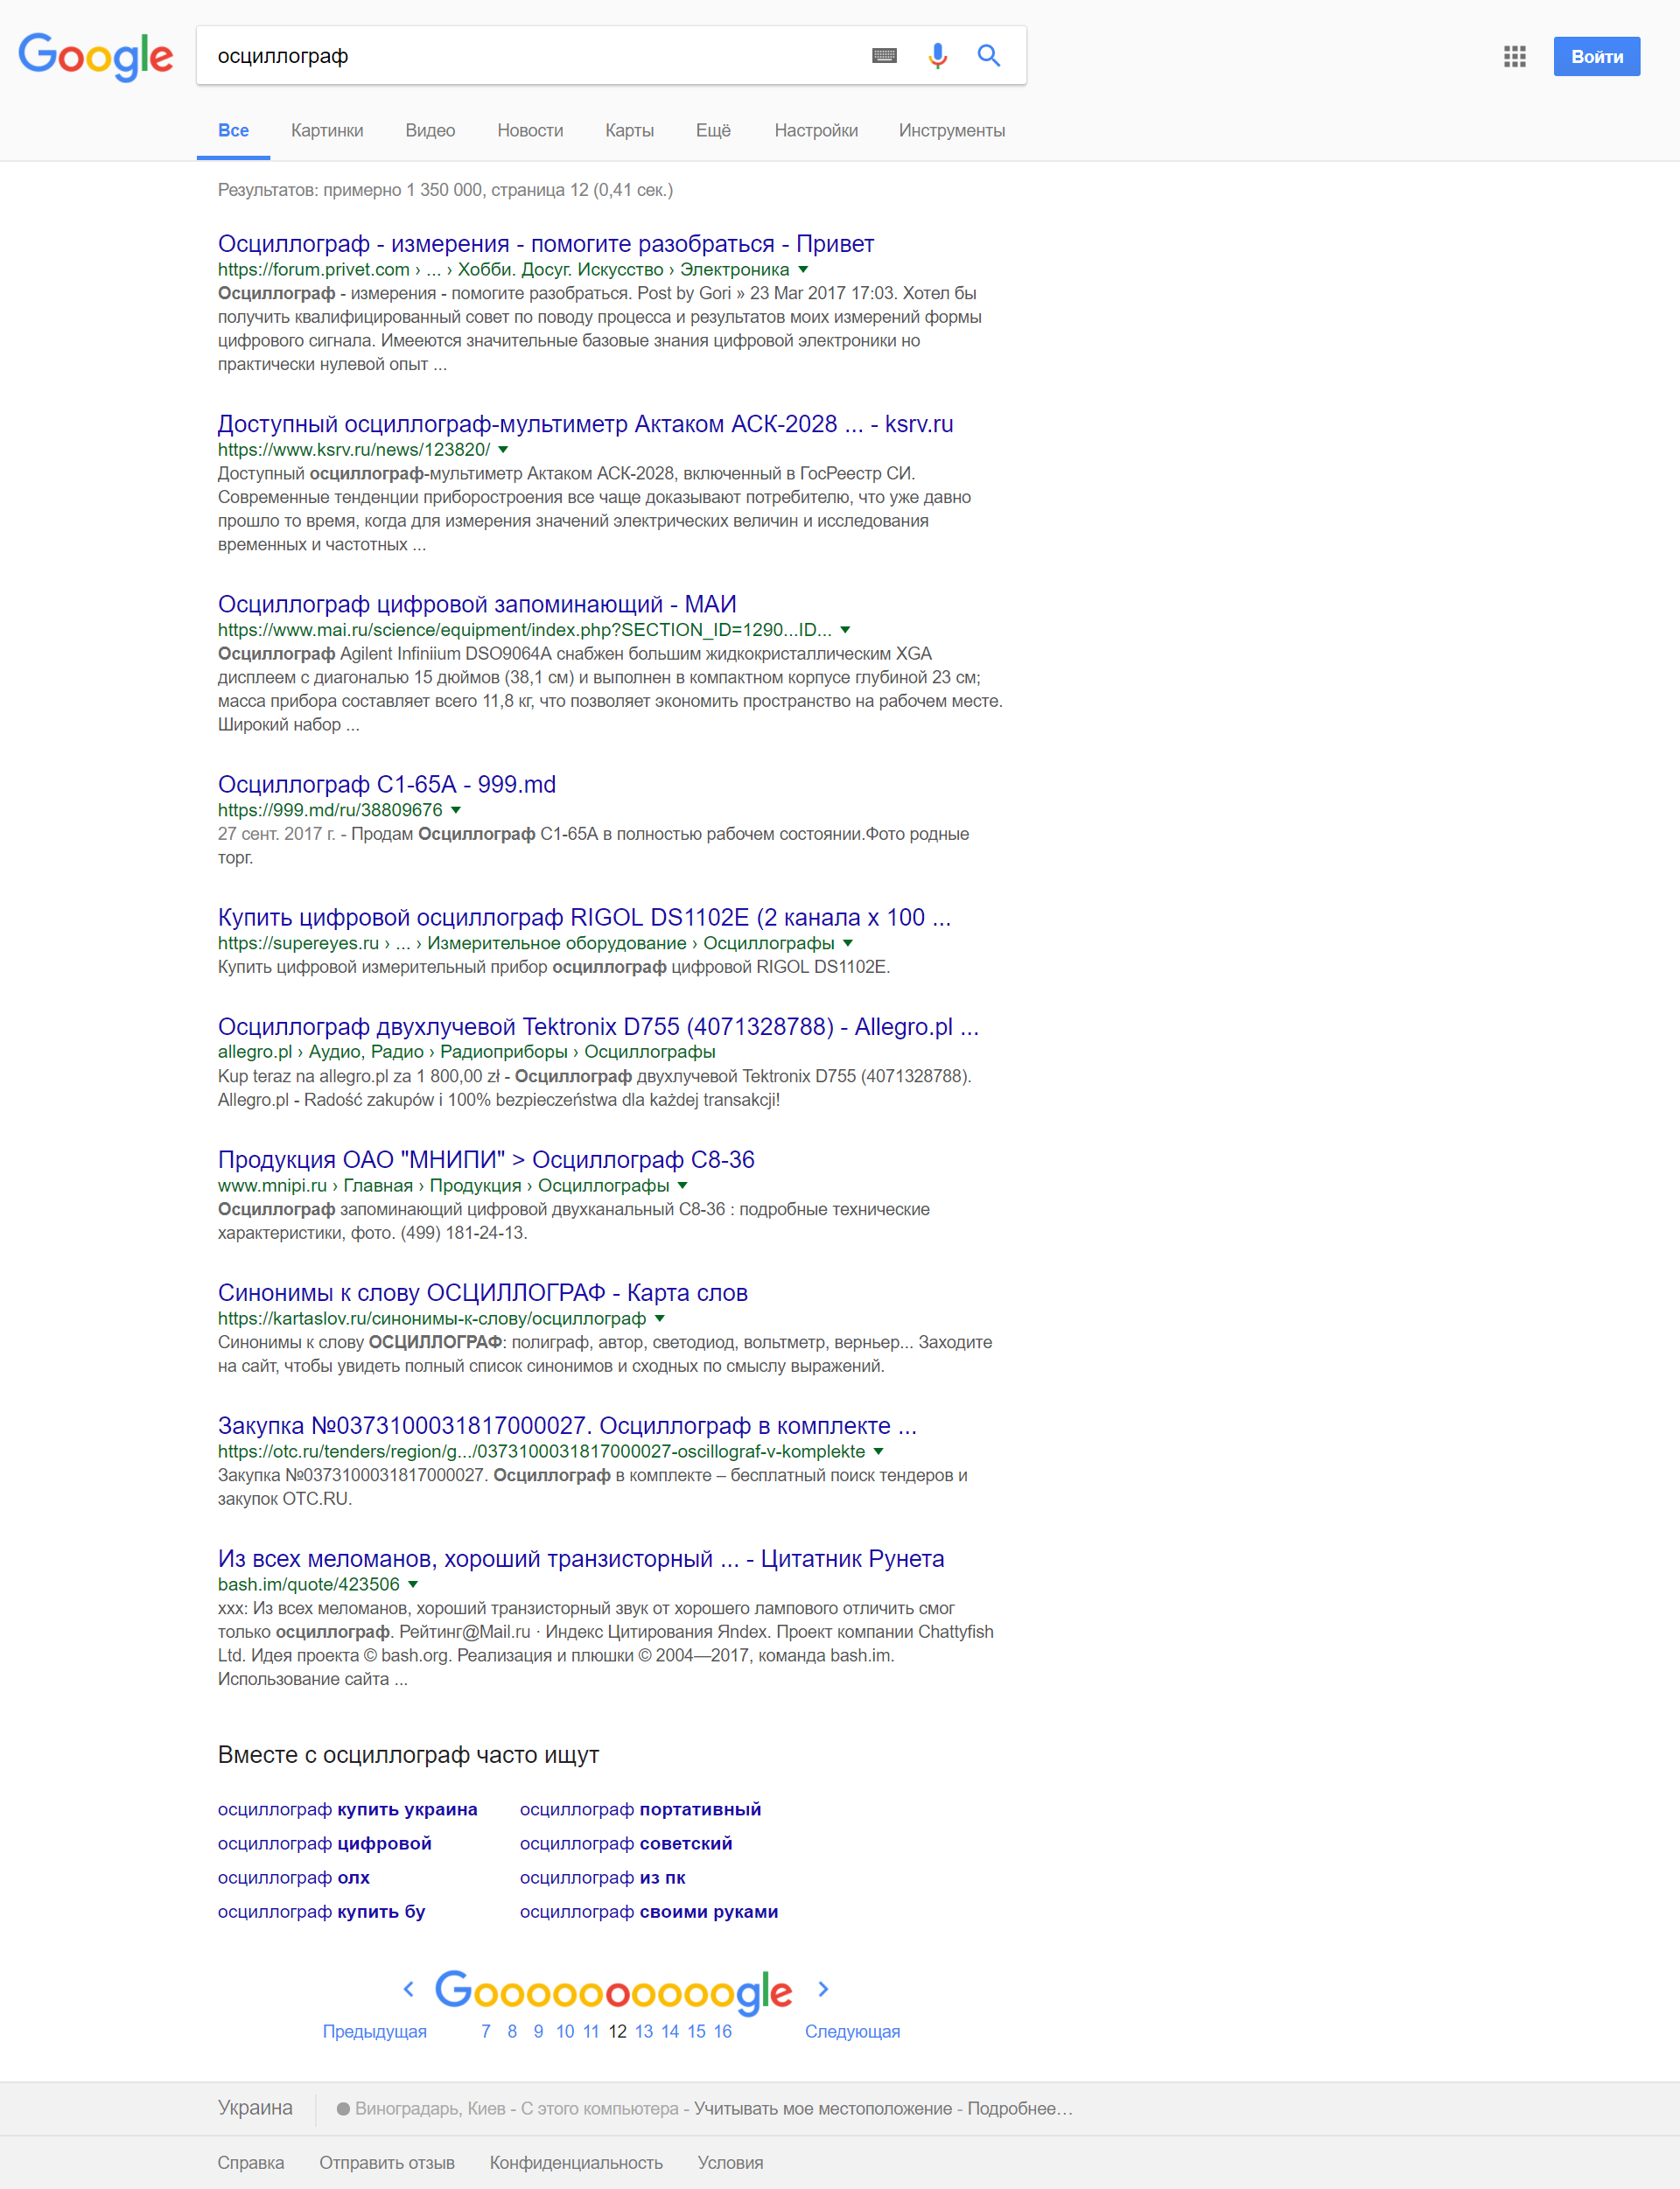 Google
осциллограф
Войти
Все Картинки Видео Новости Карты Ещё Настройки Инструменты
Результатов: примерно 1 350 000, страница 12 (0,41 сек.)
Осциллограф - измерения - помогите разобраться - Привет
https://forum.privet.com › ... › Хобби. Досуг. Искусство › Электроника
Осциллограф - измерения - помогите разобраться. Post by Gori » 23 Mar 2017 17:03. Хотел бы
получить квалифицированный совет по поводу процесса и результатов моих измерений формы
цифрового сигнала. Имееются значительные базовые знания цифровой электроники но
практически нулевой опыт ...
Доступный осциллограф-мультиметр Актаком АСК-2028 ... - ksrv.ru
https://www.ksrv.ru/news/123820/
Доступный осциллограф-мультиметр Актаком АСК-2028, включенный в ГосРеестр СИ.
Современные тенденции приборостроения все чаще доказывают потребителю, что уже давно
прошло то время, когда для измерения значений электрических величин и исследования
временных и частотных ...
Осциллограф цифровой запоминающий - МАИ
https://www.mai.ru/science/equipment/index.php?SECTION_ID=1290...ID...
Осциллограф Agilent Infiniium DSO9064A снабжен большим жидкокристаллическим XGA
дисплеем с диагональю 15 дюймов (38,1 см) и выполнен в компактном корпусе глубиной 23 см;
масса прибора составляет всего 11,8 кг, что позволяет экономить пространство на рабочем месте.
Широкий набор ...
Осциллограф С1-65А - 999.md
https://999.md/ru/38809676
27 сент. 2017 г. - Продам Осциллограф С1-65А в полностью рабочем состоянии.Фото родные
торг.
Купить цифровой осциллограф RIGOL DS1102E (2 канала x 100 ...
https://supereyes.ru › ... › Измерительное оборудование › Осциллографы
Купить цифровой измерительный прибор осциллограф цифровой RIGOL DS1102E.
Осциллограф двухлучевой Tektronix D755 (4071328788) - Allegro.pl ...
allegro.pl › Аудио, Радио › Радиоприборы › Осциллографы
Kup teraz na allegro.pl za 1 800,00 zł - Осциллограф двухлучевой Tektronix D755 (4071328788).
Allegro.pl - Radość zakupów i 100% bezpieczeństwa dla każdej transakcji!
Продукция ОАО "МНИПИ" > Осциллограф С8-36
www.mnipi.ru › Главная › Продукция › Осциллографы
Осциллограф запоминающий цифровой двухканальный С8-36 : подробные технические
характеристики, фото. (499) 181-24-13.
Синонимы к слову ОСЦИЛЛОГРАФ - Карта слов
https://kartaslov.ru/синонимы-к-слову/осциллограф
Синонимы к слову ОСЦИЛЛОГРАФ: полиграф, автор, светодиод, вольтметр, верньер... Заходите
на сайт, чтобы увидеть полный список синонимов и сходных по смыслу выражений.
Закупка №0373100031817000027. Осциллограф в комплекте ...
https://otc.ru/tenders/region/g.../0373100031817000027-oscillograf-v-komplekte
Закупка №0373100031817000027. Осциллограф в комплекте – бесплатный поиск тендеров и
закупок OTC.RU.
Из всех меломанов, хороший транзисторный ... - Цитатник Рунета
bash.im/quote/423506
xxx: Из всех меломанов, хороший транзисторный звук от хорошего лампового отличить смог
только осциллограф. Рейтинг@Mail.ru · Индекс Цитирования Яndex. Проект компании Chattyfish
Ltd. Идея проекта © bash.org. Реализация и плюшки © 2004—2017, команда bash.im.
Использование сайта ...
Вместе с осциллограф часто ищут
осциллограф купить украина осциллограф портативный
осциллограф цифровой осциллограф советский
осциллограф олх осциллограф из пк
осциллограф купить бу осциллограф своими руками
Goooooooooogle
Предыдущая 7 8 9 10 11 12 13 14 15 16 Следующая
Украина Виноградарь, Киев - С этого компьютера - Учитывать мое местоположение - Подробнее…
Справка Отправить отзыв Конфиденциальность Условия